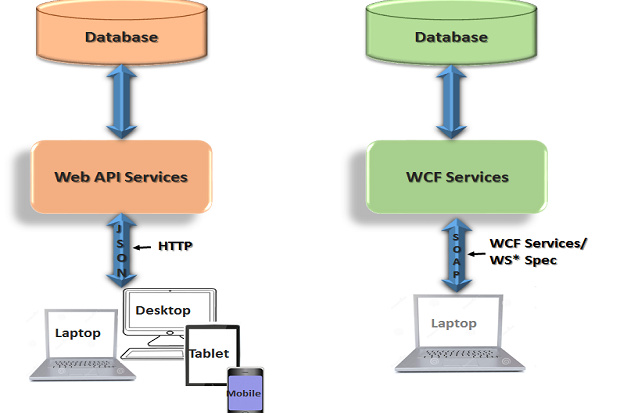 Database
Web API Services
JSON
HTTP
Laptop
Desktop
Tablet
Mobile
Database
WCF Services
SOAP
WCF Services/
WS* Spec
Laptop